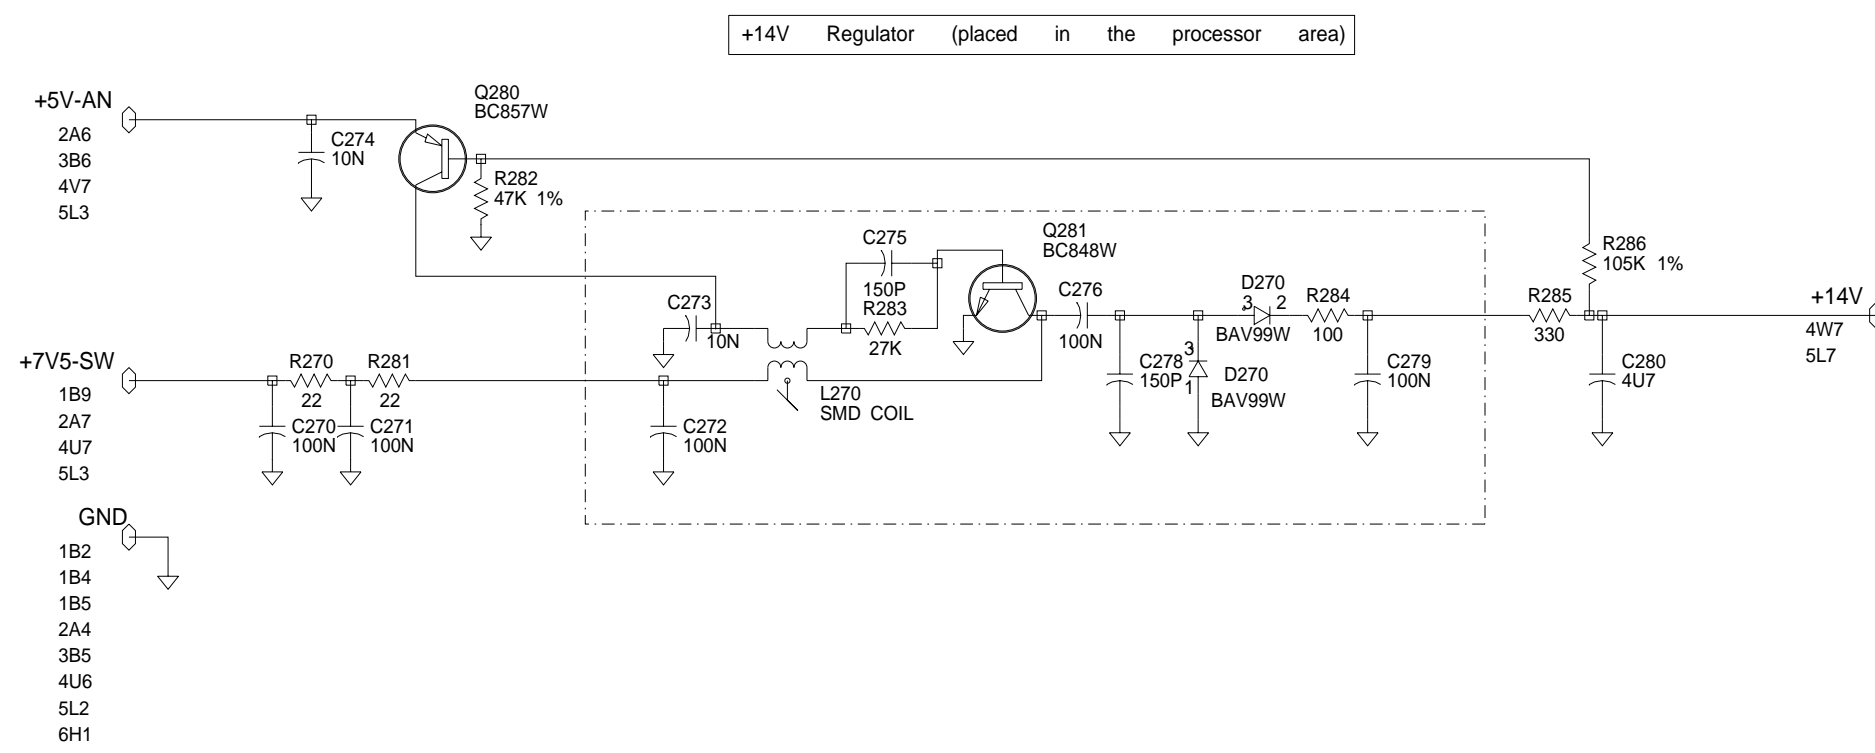 +14V Regulator (placed in the processor area)
+5V-AN
2A6
3B6
4V7
5L3
C274
10N
Q280
BC857W
R282
47K 1%
C275
150P
R283
27K
Q281
BC848W
C273
10N
C276
100N
D270
3 2
BAV99W
R284
100
R285
330
R286
105K 1%
+14V
4W7
5L7
+7V5-SW
1B9
2A7
4U7
5L3
R270
22
R281
22
C270
100N
C271
100N
C272
100N
L270
SMD COIL
C278
150P
3
1
D270
BAV99W
C279
100N
C280
4U7
GND
1B2
1B4
1B5
2A4
3B5
4U6
5L2
6H1